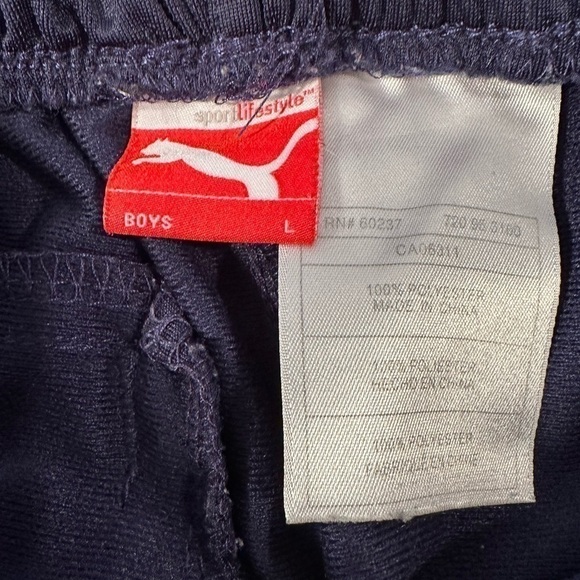 sportlifestyle™
BOYS L
RN# 60237
CA05311
100% POLYESTER
MADE IN CHINA
100% POLIESTER
HECHO EN CHINA
100% POLYESTER
FABRIQUÉ EN CHINE